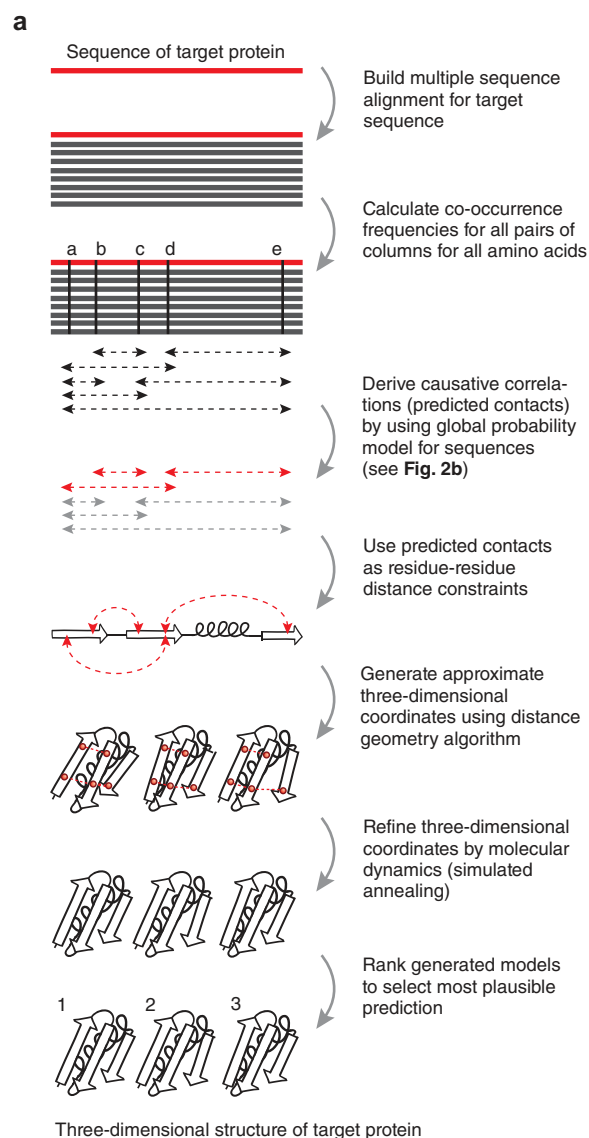 a
Sequence of target protein
Build multiple sequence
alignment for target
sequence
Calculate co-occurrence
frequencies for all pairs of
columns for all amino acids
a b c d e
Derive causative correla-
tions (predicted contacts)
by using global probability
model for sequences
(see Fig. 2b)
Use predicted contacts
as residue-residue
distance constraints
Generate approximate
three-dimensional
coordinates using distance
geometry algorithm
Refine three-dimensional
coordinates by molecular
dynamics (simulated
annealing)
Rank generated models
to select most plausible
prediction
1 2 3
Three-dimensional structure of target protein